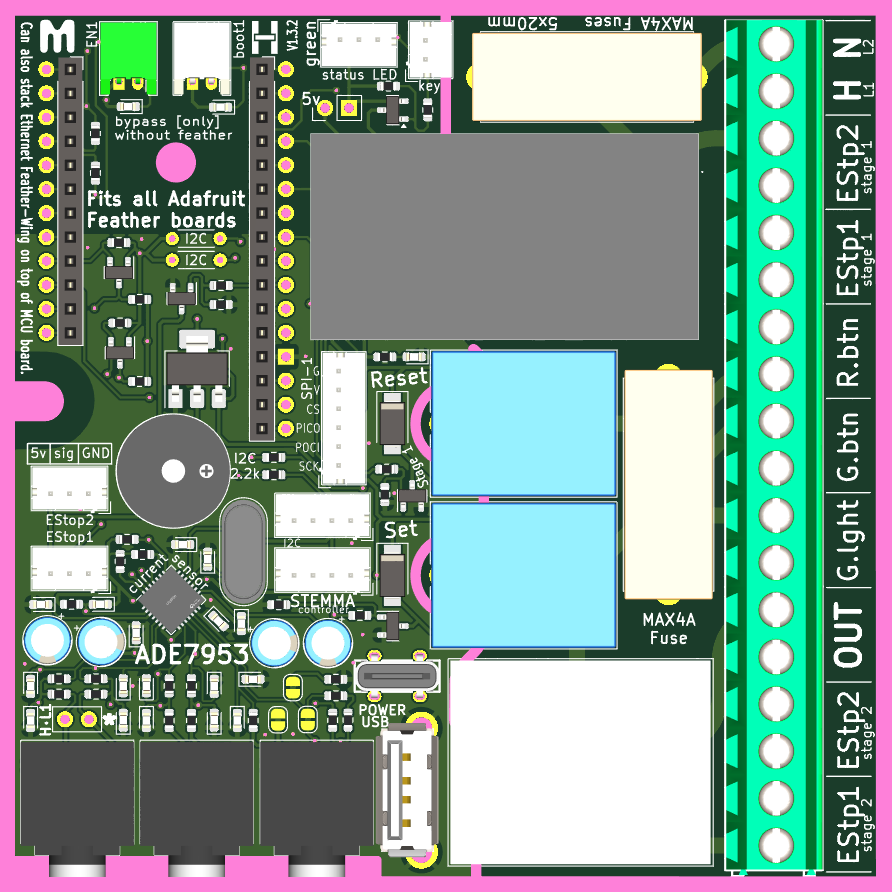 M
EN1
boot1
H
V1.3.2
green
status LED
key
5v
MAX4A Fuses 5x20mm
bypass [only]
without feather
Can also stack Ethernet Feather-Wing on top of MCU board.
Fits all Adafruit
Feather boards
I2C
I2C
SPI-1
G
V
CS
PICO
POCI
SCK
Reset
Stage 1
5v sig GND
I2C
2.2k
EStop2
EStop1
I2C
Set
current sensor
STEMMA
controller
ADE7953
MAX4A
Fuse
POWER
USB
H-L1
*
N
L2
H
L1
EStp2
stage 1
EStp1
stage 1
R.btn
G.btn
G.lght
OUT
EStp2
stage 2
EStp1
stage 2